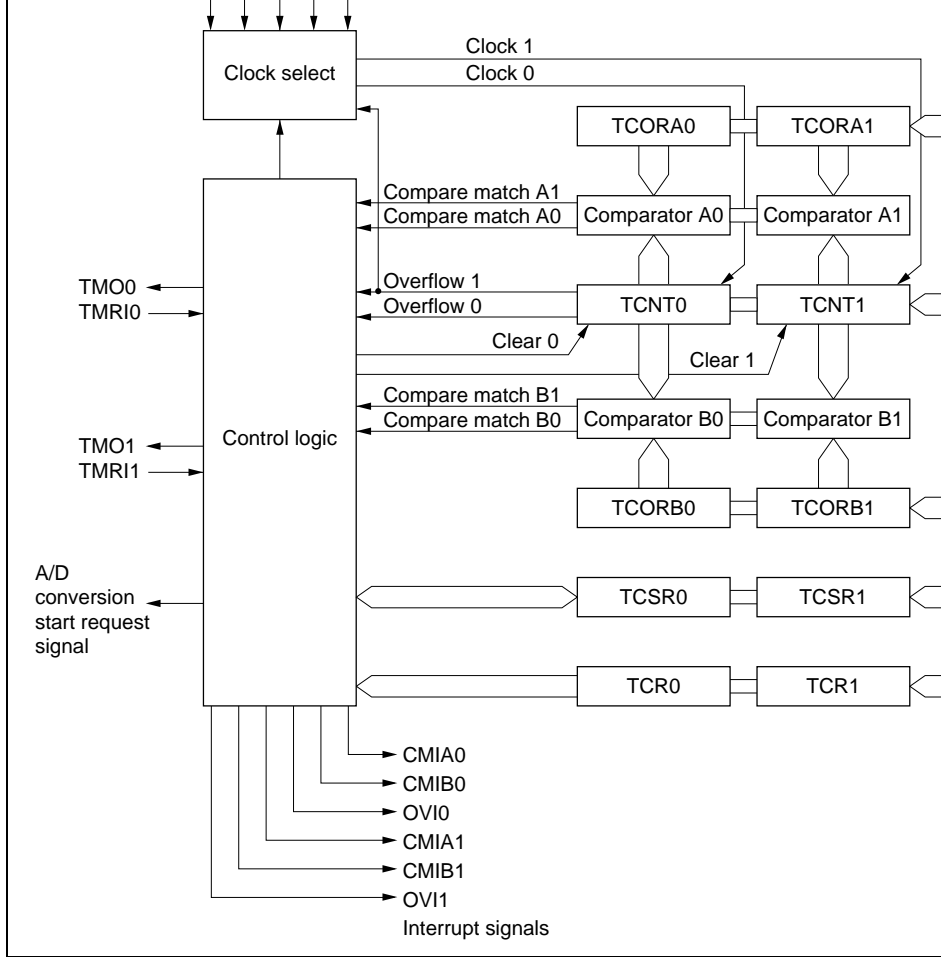 Clock 1
Clock select
Clock 0
TCORA0
TCORA1
Compare match A1
Compare match A0
Comparator A0
Comparator A1
TMO0
TMRI0
Overflow 1
Overflow 0
TCNT0
TCNT1
Clear 0
Clear 1
Compare match B1
Compare match B0
Comparator B0
Comparator B1
Control logic
TMO1
TMRI1
TCORB0
TCORB1
A/D
conversion
start request
signal
TCSR0
TCSR1
TCR0
TCR1
CMIA0
CMIB0
OVI0
CMIA1
CMIB1
OVI1
Interrupt signals